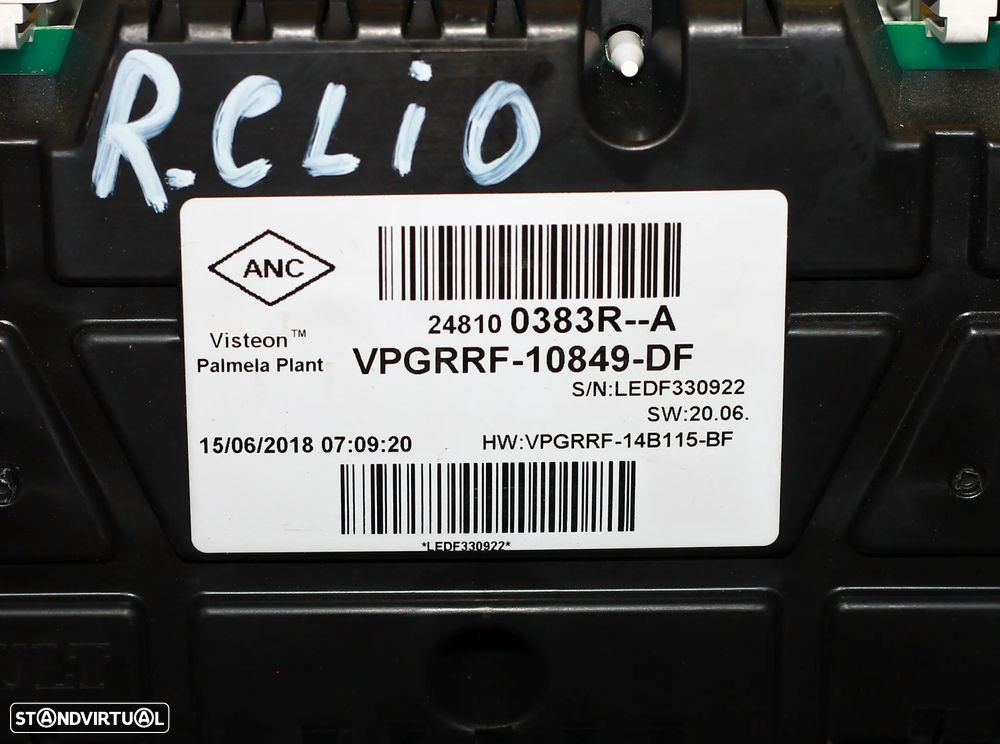 R.CLiO
ANC
Visteon™
Palmela Plant
24810 0383R--A
VPGRRF-10849-DF
S/N:LEDF330922
SW:20.06.
15/06/2018 07:09:20
HW:VPGRRF-14B115-BF
*LEDF330922*
STANDVIRTUAL